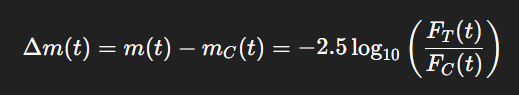 Δm(t) = m(t) − m_C(t) = −2.5 log₁₀ (F_T(t) / F_C(t))